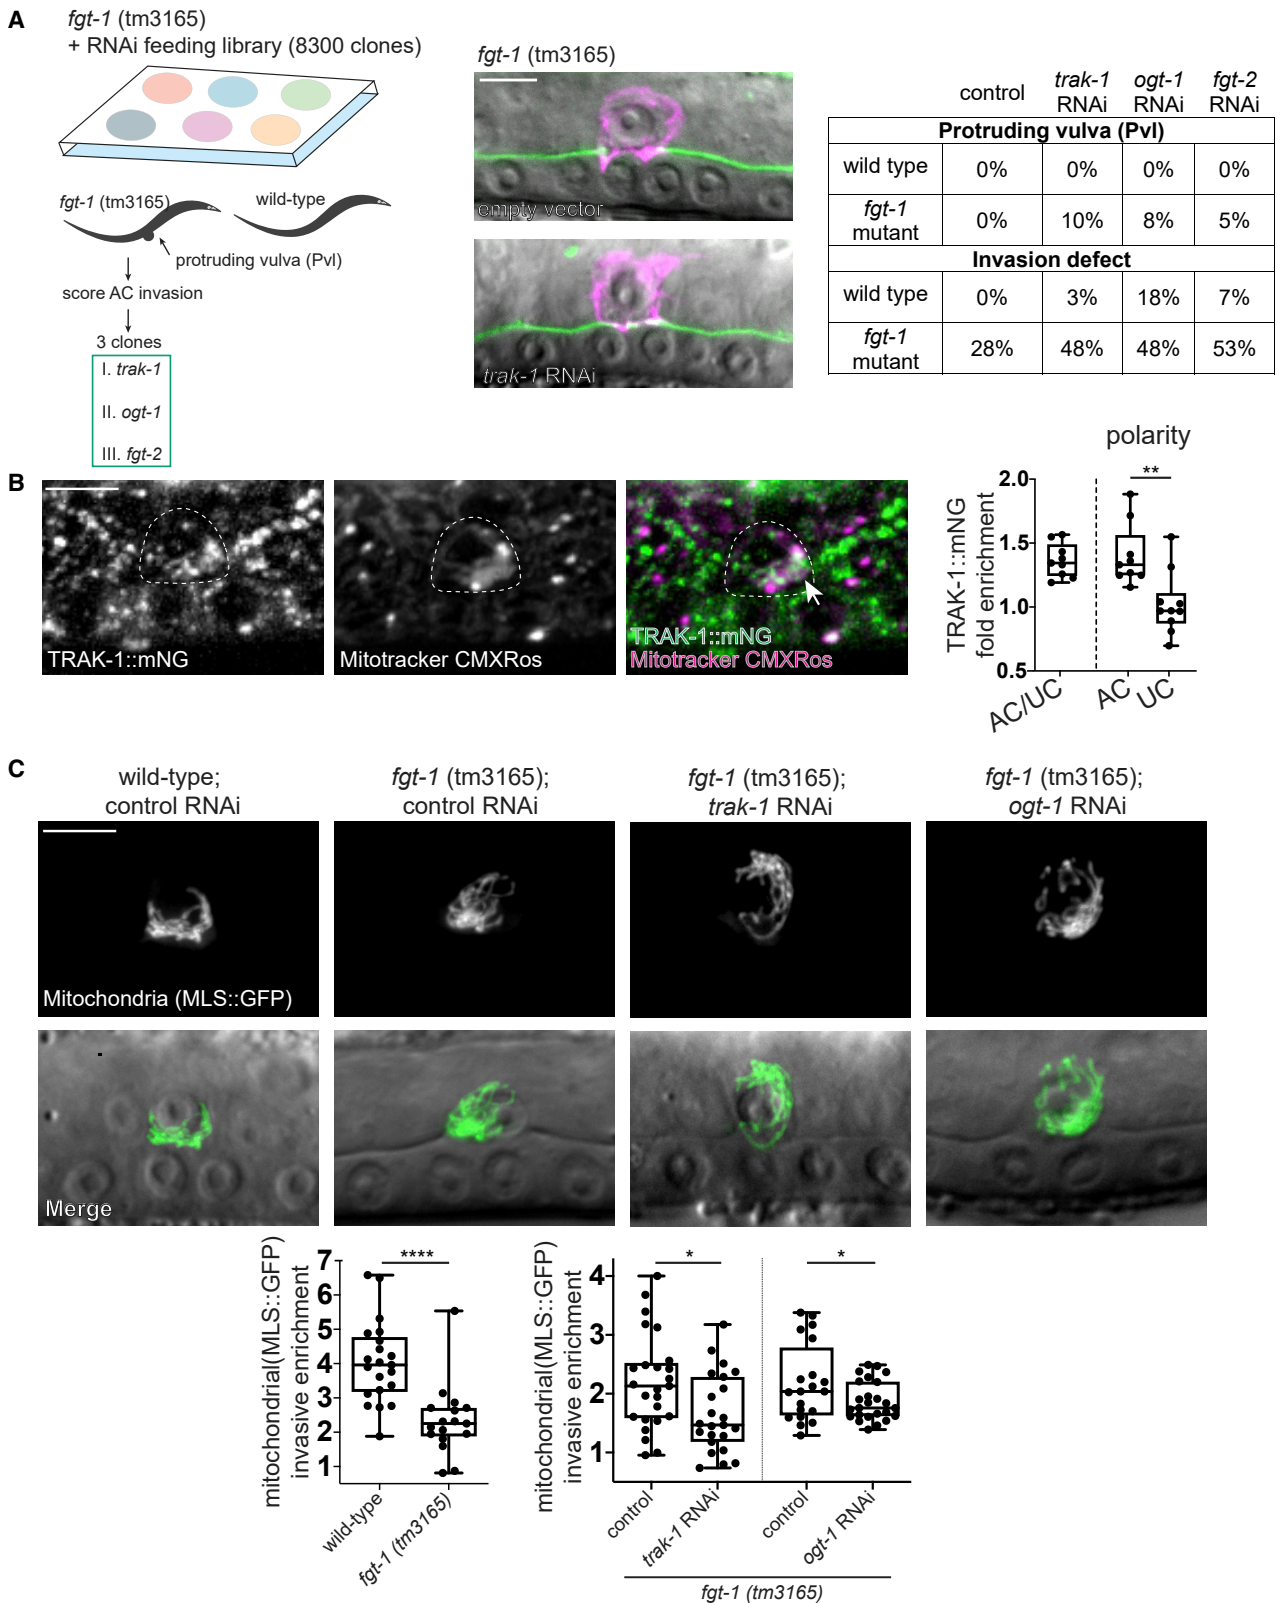 A
fgt-1 (tm3165)
+ RNAi feeding library (8300 clones)
fgt-1 (tm3165)
wild-type
protruding vulva (Pvl)
score AC invasion
3 clones
I. trak-1
II. ogt-1
III. fgt-2
fgt-1 (tm3165)
empty vector
trak-1 RNAi
control trak-1 RNAi ogt-1 RNAi fgt-2 RNAi
Protruding vulva (Pvl)
wild type 0% 0% 0% 0%
fgt-1 mutant 0% 10% 8% 5%
Invasion defect
wild type 0% 3% 18% 7%
fgt-1 mutant 28% 48% 48% 53%
B
TRAK-1::mNG
Mitotracker CMXRos
TRAK-1::mNG
Mitotracker CMXRos
polarity
**
TRAK-1::mNG
fold enrichment
2.0
1.5
1.0
0.5
AC/UC
AC
UC
C
wild-type;
control RNAi
fgt-1 (tm3165);
control RNAi
fgt-1 (tm3165);
trak-1 RNAi
fgt-1 (tm3165);
ogt-1 RNAi
Mitochondria (MLS::GFP)
Merge
mitochondrial(MLS::GFP)
invasive enrichment
7
6
5
4
3
2
1
****
wild-type
fgt-1 (tm3165)
mitochondrial(MLS::GFP)
invasive enrichment
4
3
2
1
*
*
control
trak-1 RNAi
control
ogt-1 RNAi
fgt-1 (tm3165)